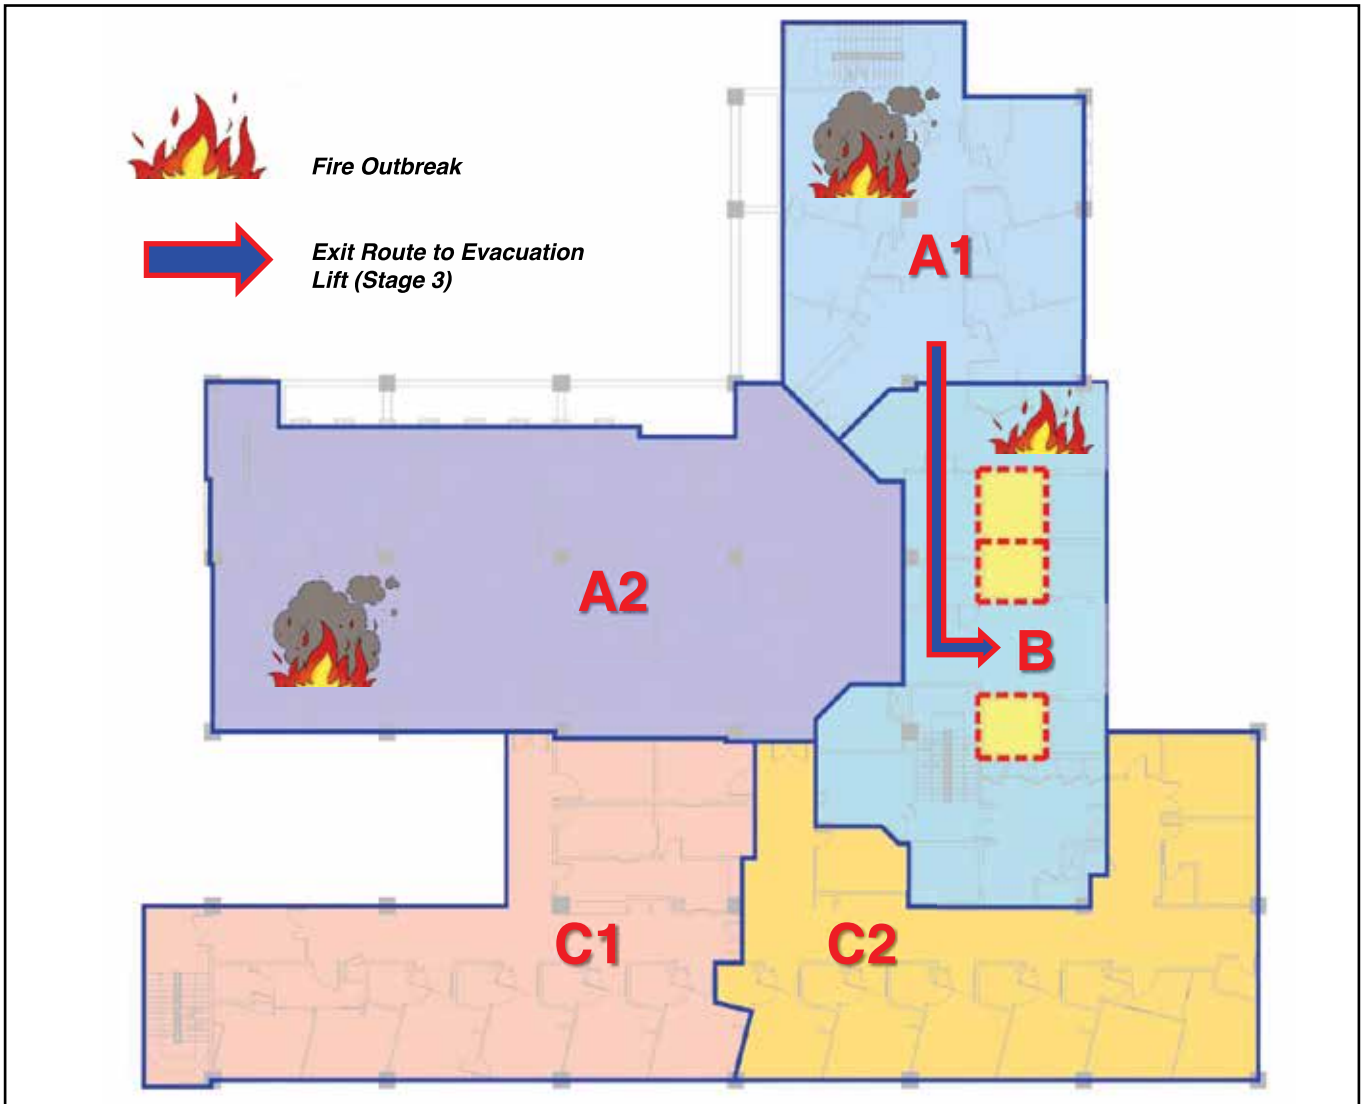 Fire Outbreak
Exit Route to Evacuation
Lift (Stage 3)
A1
A2
B
C1
C2